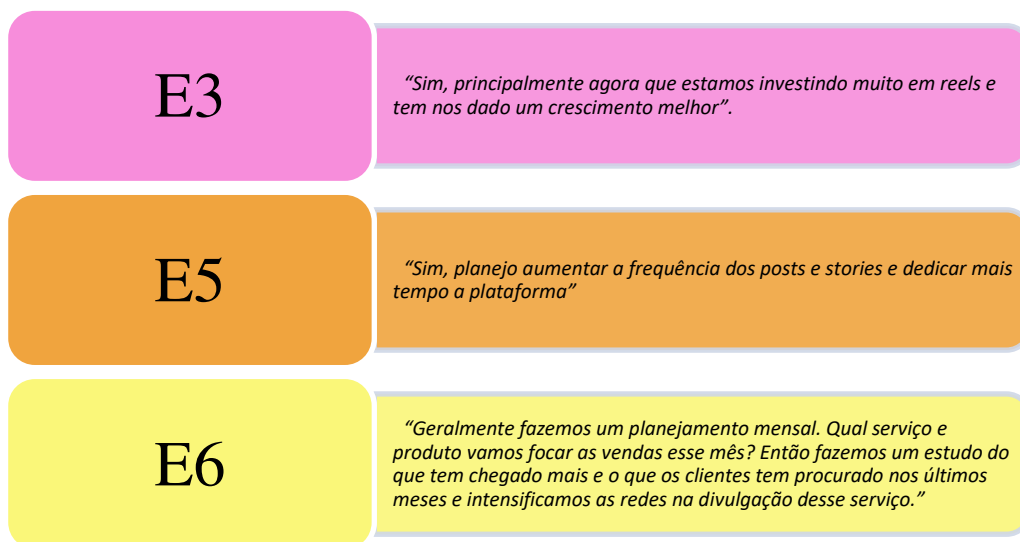 E3
“Sim, principalmente agora que estamos investindo muito em reels e
tem nos dado um crescimento melhor”.
E5
“Sim, planejo aumentar a frequência dos posts e stories e dedicar mais
tempo a plataforma”
E6
“Geralmente fazemos um planejamento mensal. Qual serviço e
produto vamos focar as vendas esse mês? Então fazemos um estudo do
que tem chegado mais e o que os clientes tem procurado nos últimos
meses e intensificamos as redes na divulgação desse serviço.”